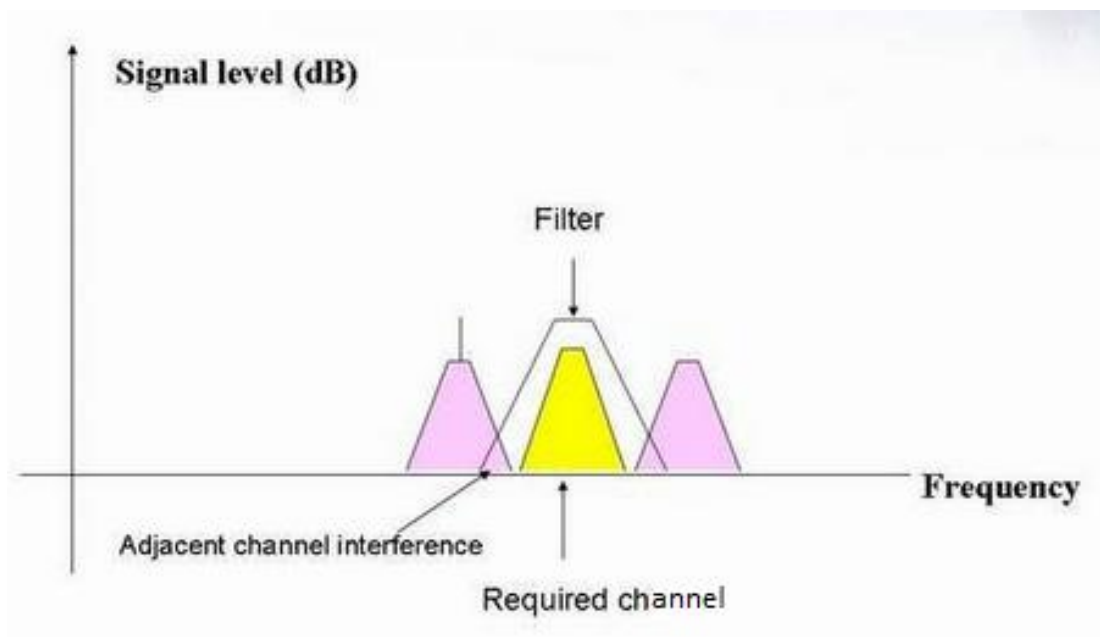 Signal level (dB)
Filter
Frequency
Adjacent channel interference
Required channel